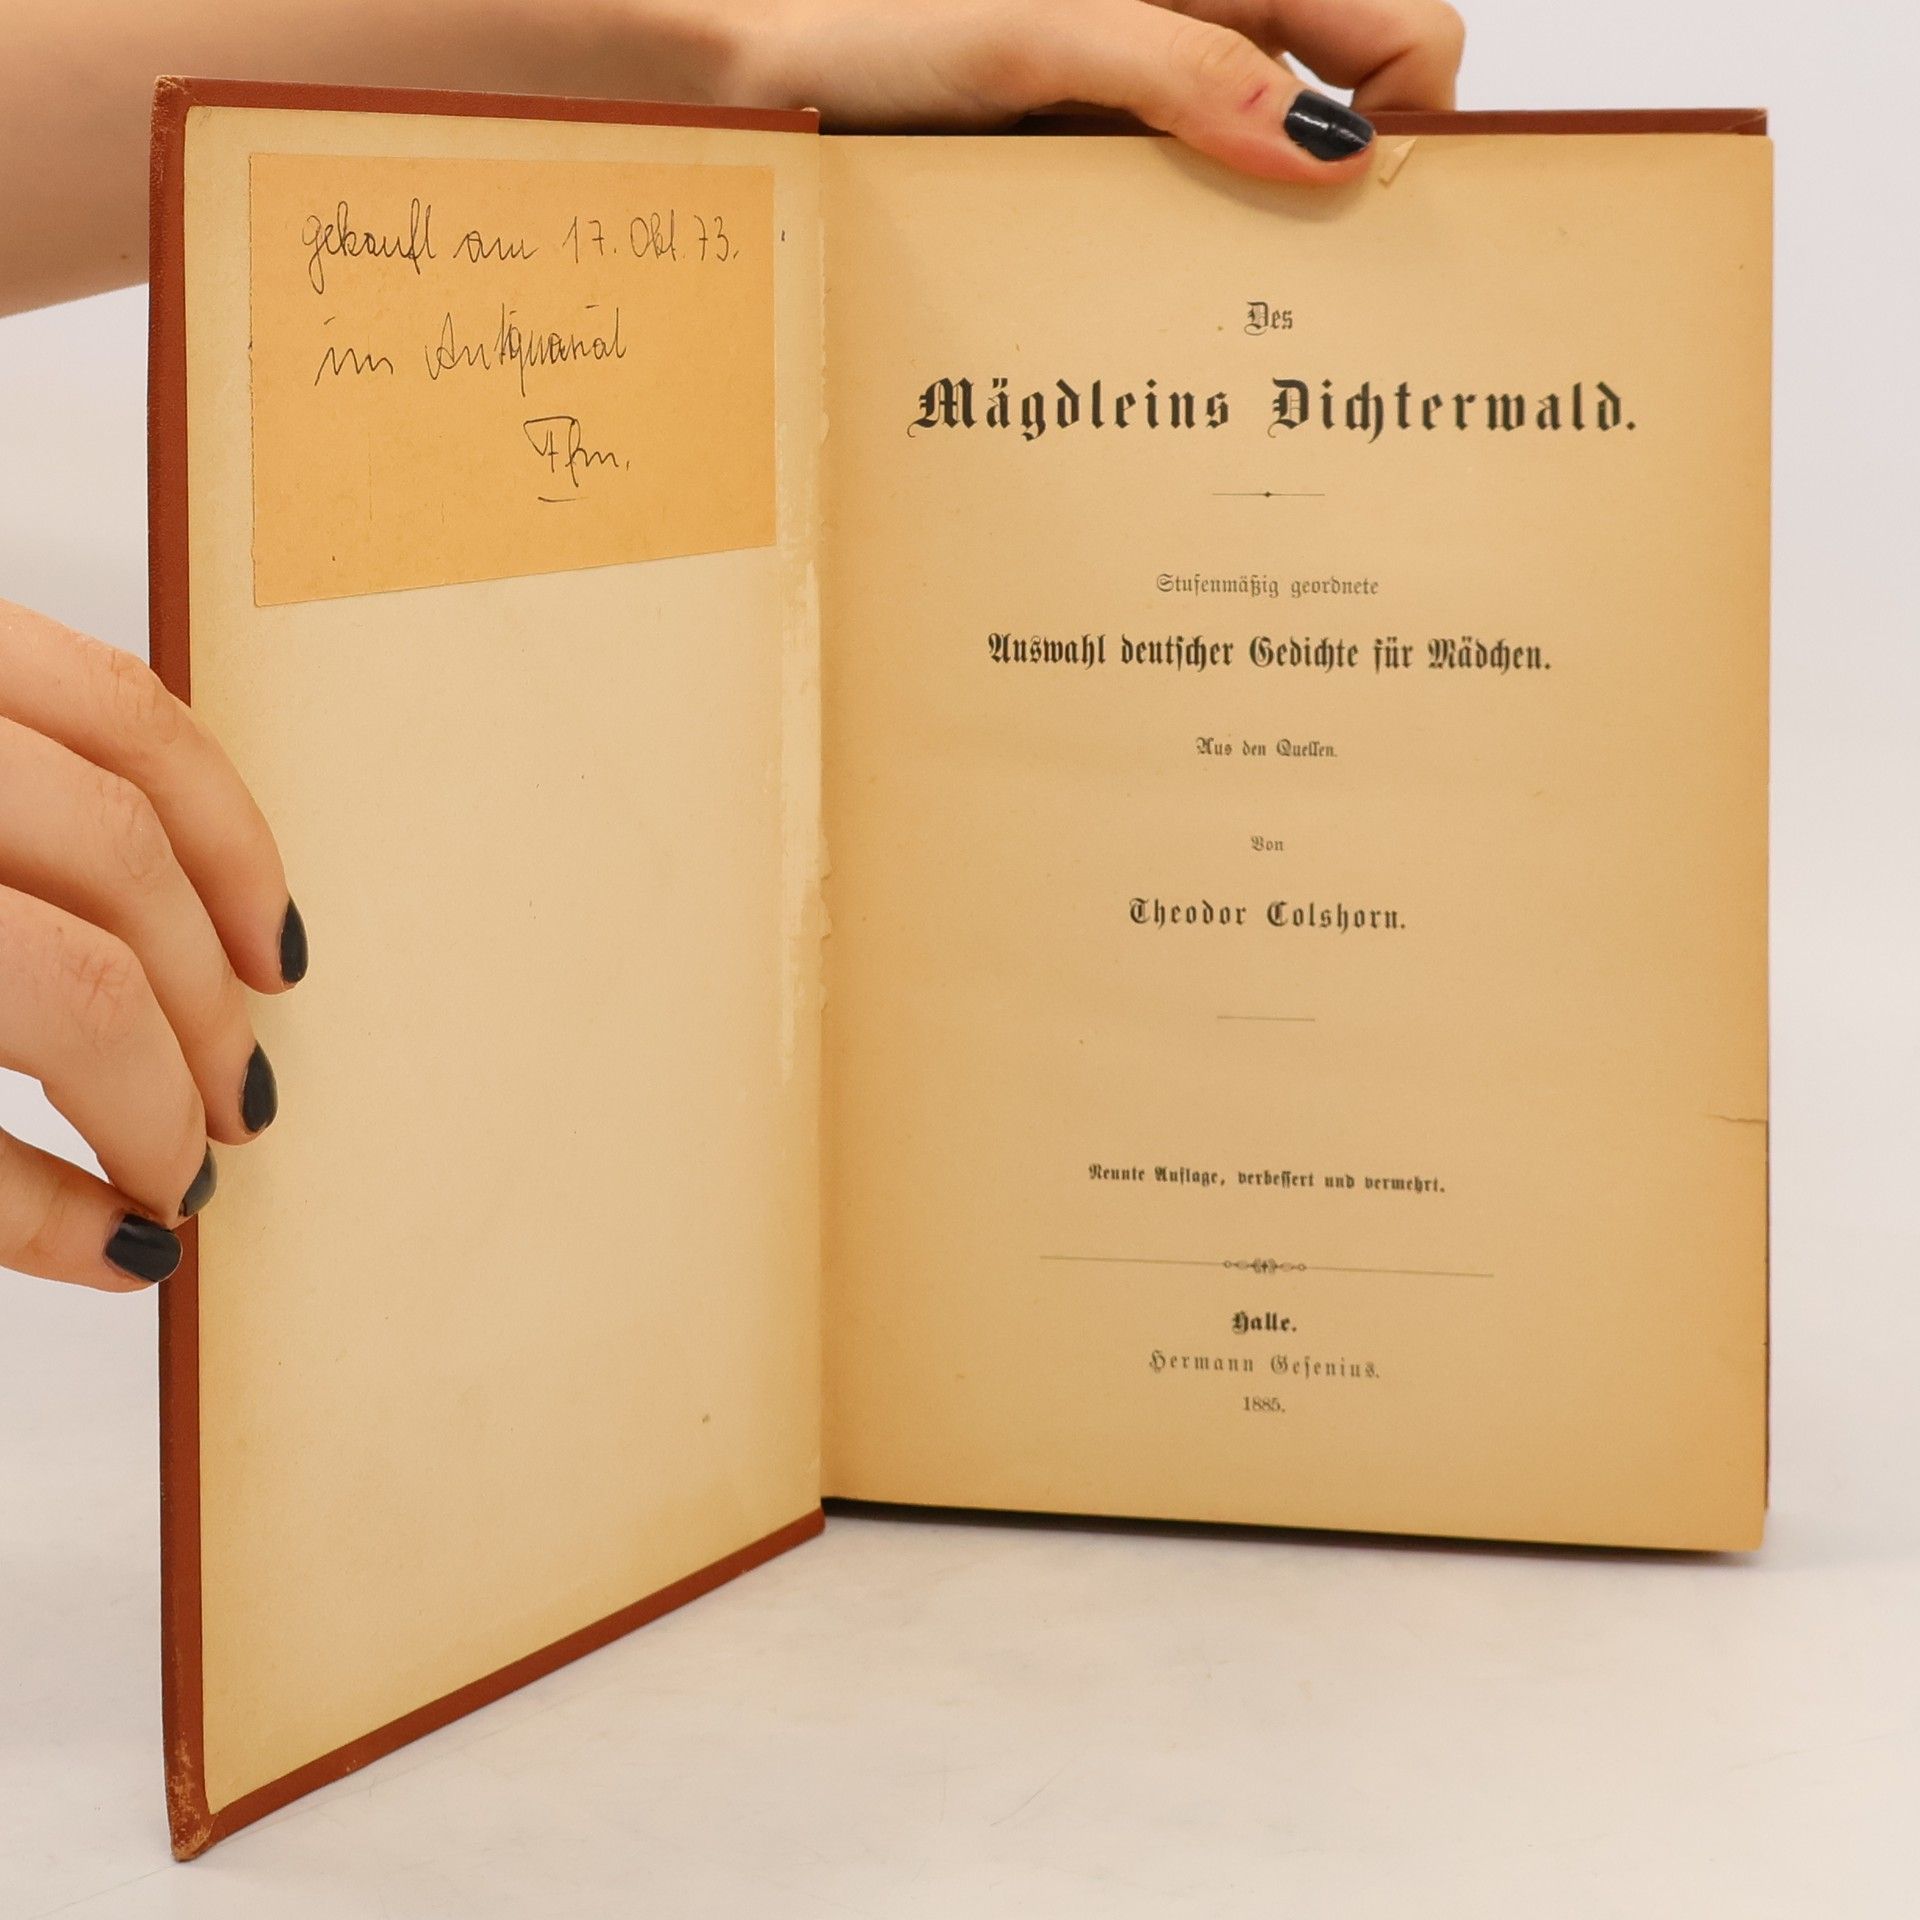 gekauft am 17. Okt. 73.
im Antiquariat
Des
Mägdleins Dichterwald.
Stufenmäßig geordnete
Auswahl deutscher Gedichte für Mädchen.
Aus den Quellen.
Von
Theodor Colshorn.
Neunte Auflage, verbessert und vermehrt.
Halle.
Hermann Gesenius.
1885.